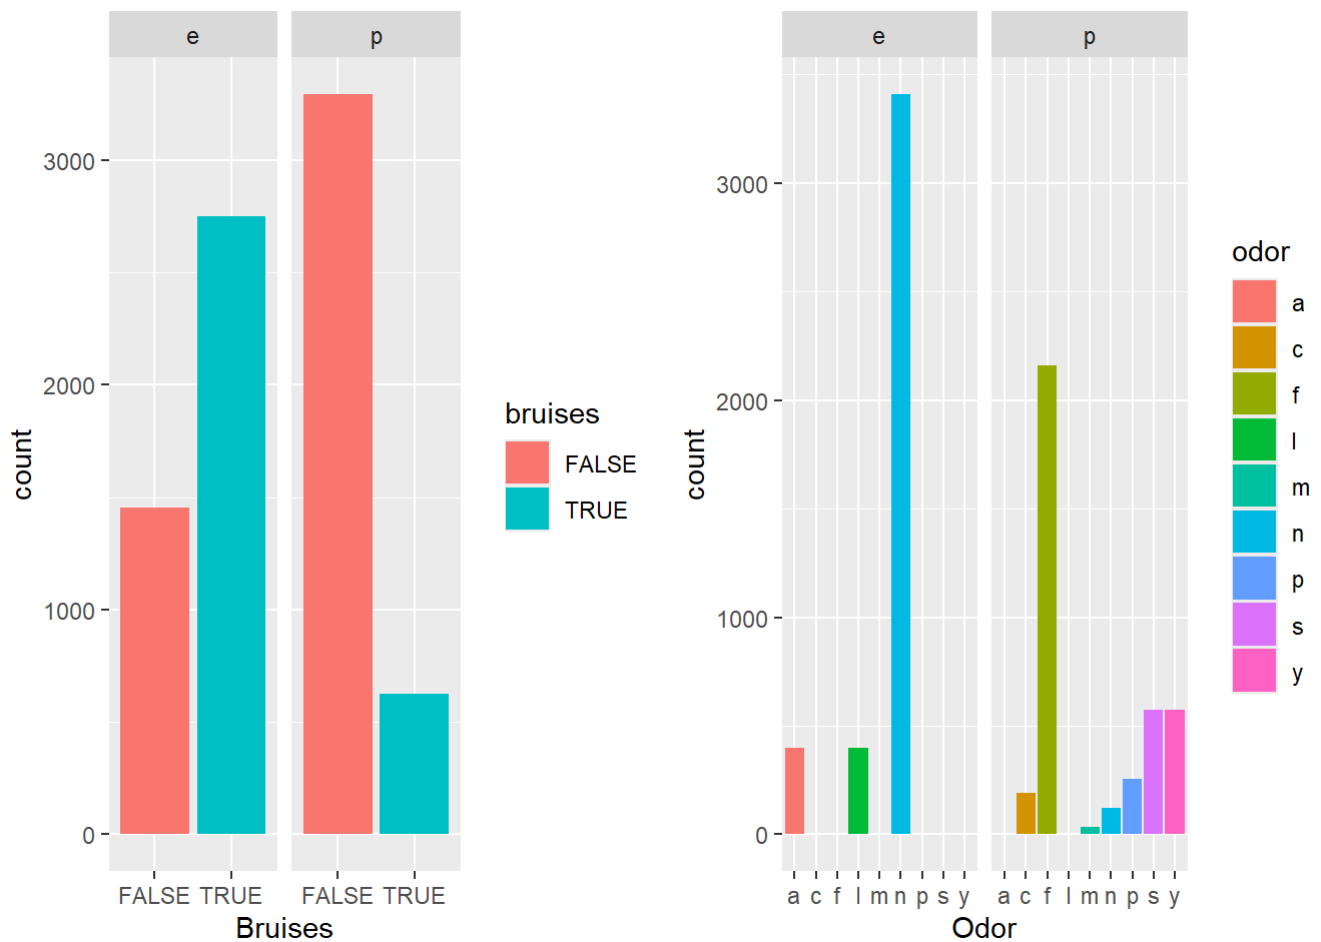 e p
3000
2000
1000
0
count
FALSE TRUE FALSE TRUE
Bruises
bruises
FALSE
TRUE
e p
3000
2000
1000
0
count
a c f l m n p s y a c f l m n p s y
Odor
odor
a
c
f
l
m
n
p
s
y